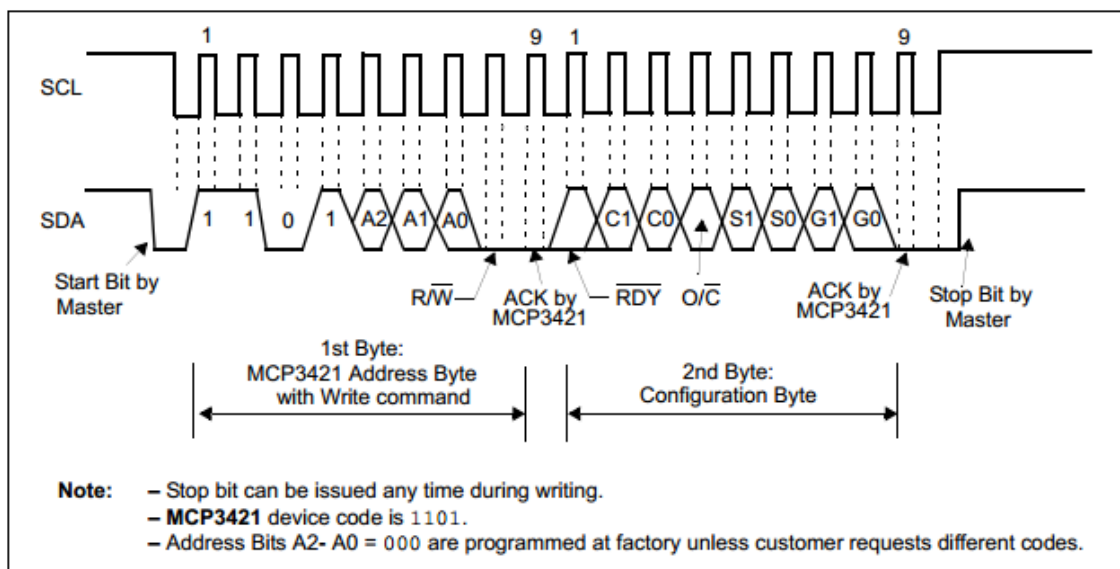 1 9 1 9
SCL
SDA
1 1 0 1 A2 A1 A0 C1 C0 S1 S0 G1 G0
Start Bit by
Master
R/W̅
ACK by
MCP3421
R̅D̅Y̅
O/C̅
ACK by
MCP3421
Stop Bit by
Master
1st Byte:
MCP3421 Address Byte
with Write command
2nd Byte:
Configuration Byte
Note: – Stop bit can be issued any time during writing.
– MCP3421 device code is 1101.
– Address Bits A2- A0 = 000 are programmed at factory unless customer requests different codes.